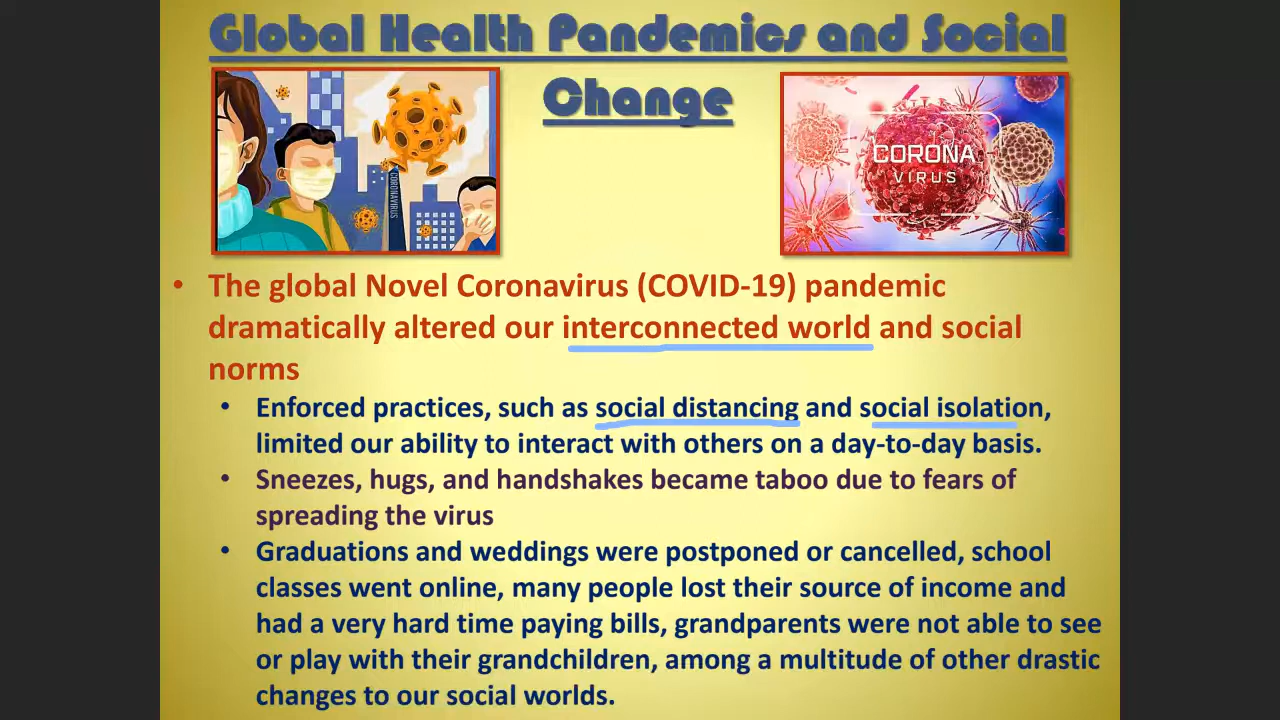 Global Health Pandemics and Social
Change
CORONAVIRUS
CORONA
VIRUS
• The global Novel Coronavirus (COVID-19) pandemic
dramatically altered our interconnected world and social
norms
• Enforced practices, such as social distancing and social isolation,
limited our ability to interact with others on a day-to-day basis.
• Sneezes, hugs, and handshakes became taboo due to fears of
spreading the virus
• Graduations and weddings were postponed or cancelled, school
classes went online, many people lost their source of income and
had a very hard time paying bills, grandparents were not able to see
or play with their grandchildren, among a multitude of other drastic
changes to our social worlds.